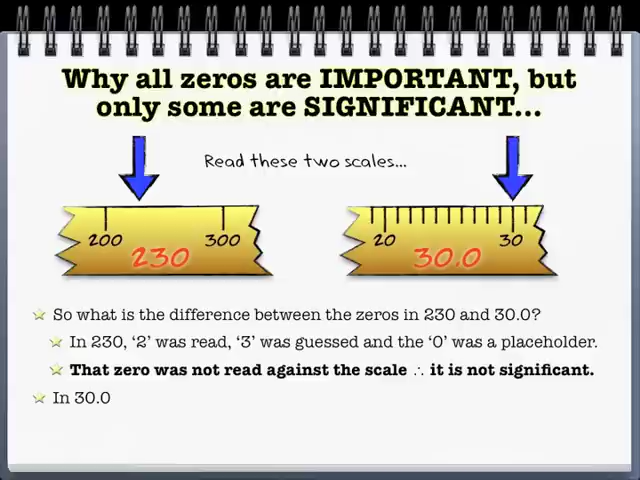 Why all zeros are IMPORTANT, but
only some are SIGNIFICANT...
Read these two scales...
200 300
230
20 30
30.0
So what is the difference between the zeros in 230 and 30.0?
In 230, ‘2’ was read, ‘3’ was guessed and the ‘0’ was a placeholder.
That zero was not read against the scale ∴ it is not significant.
In 30.0